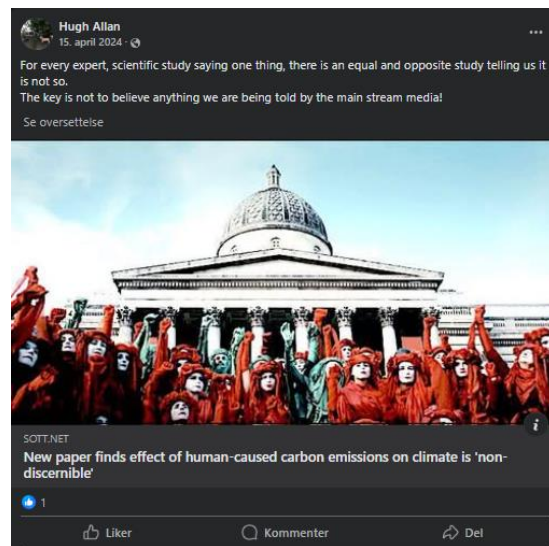 Hugh Allan
15. april 2024 ·
For every expert, scientific study saying one thing, there is an equal and opposite study telling us it
is not so.
The key is not to believe anything we are being told by the main stream media!
Se oversettelse
i
SOTT.NET
New paper finds effect of human-caused carbon emissions on climate is 'non-
discernible'
1
Liker
Kommenter
Del